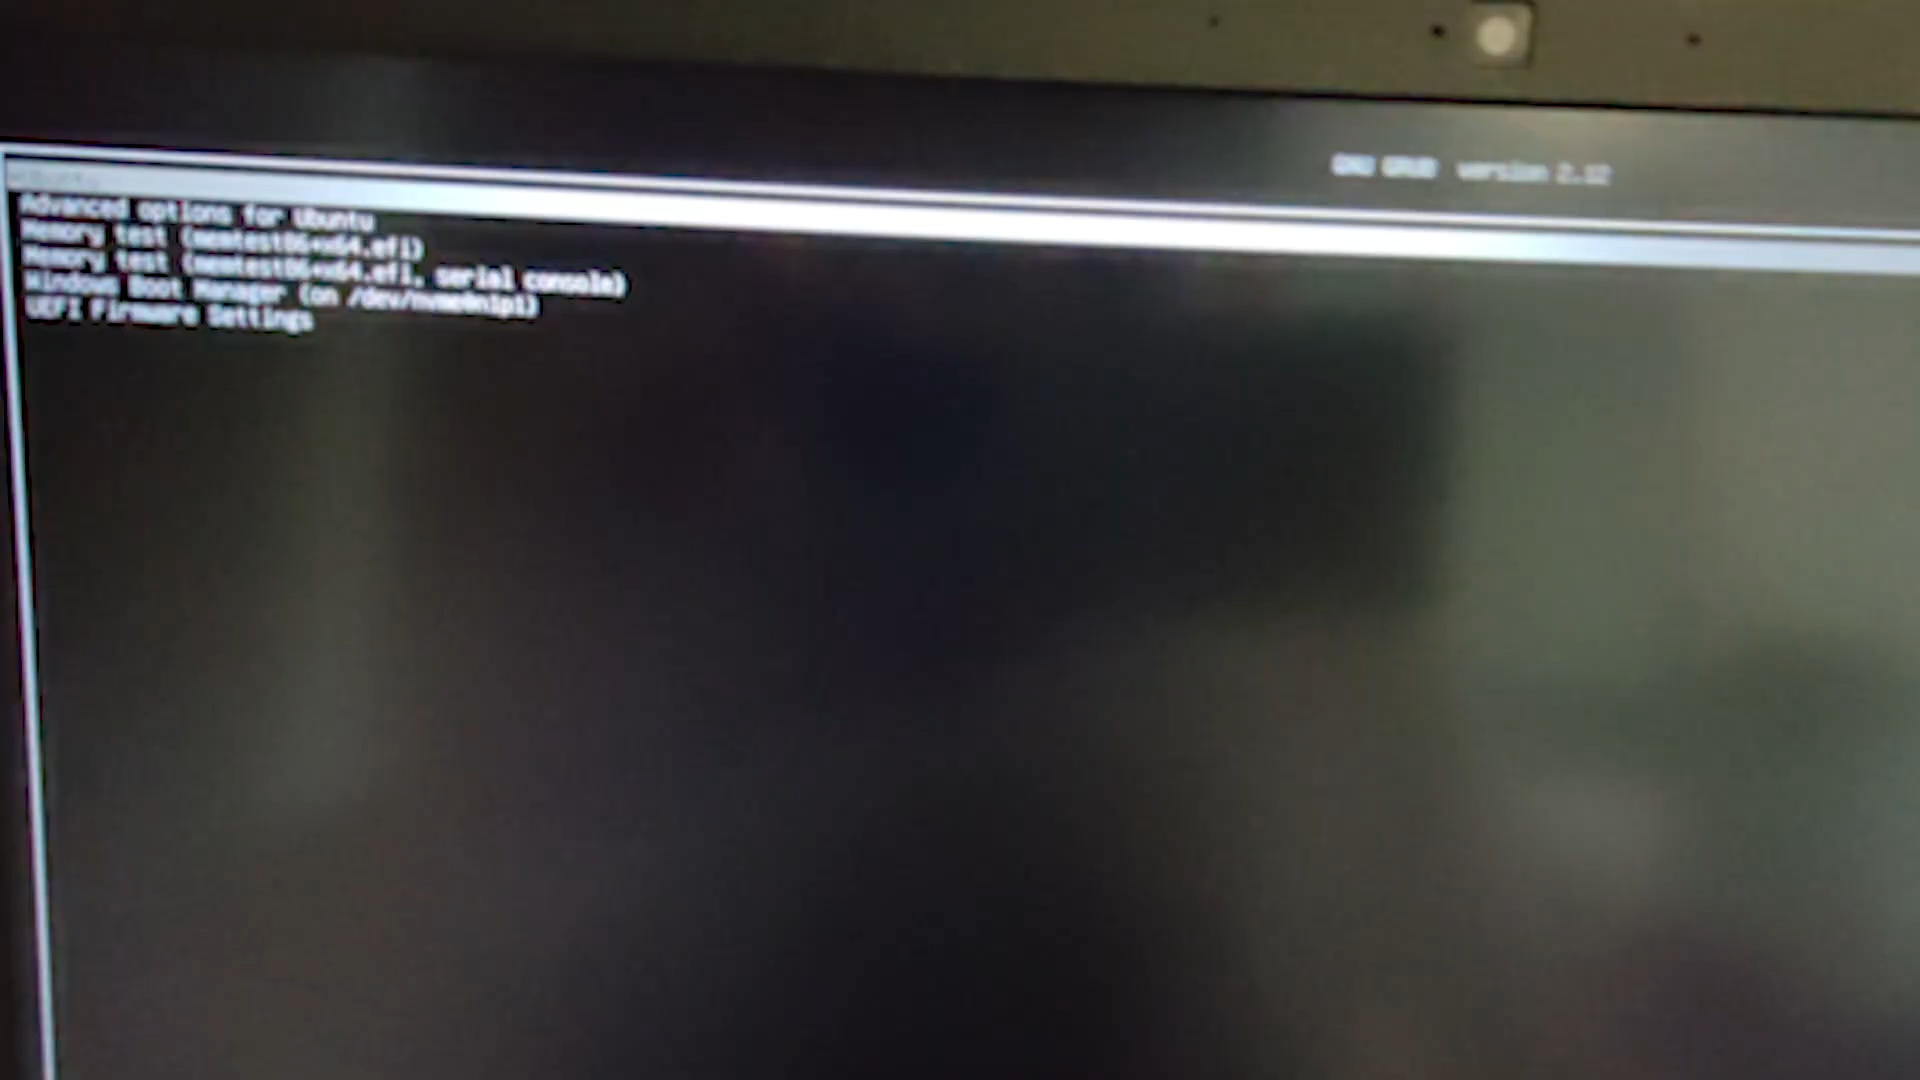 GNU GRUB version 2.12
*Ubuntu
Advanced options for Ubuntu
Memory test (memtest86+x64.efi)
Memory test (memtest86+x64.efi, serial console)
Windows Boot Manager (on /dev/nvme0n1p1)
UEFI Firmware Settings